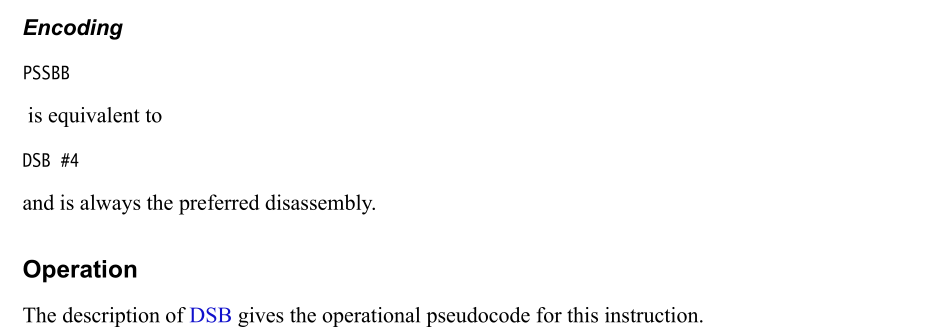 Encoding
PSSBB
is equivalent to
DSB #4
and is always the preferred disassembly.
Operation
The description of DSB gives the operational pseudocode for this instruction.